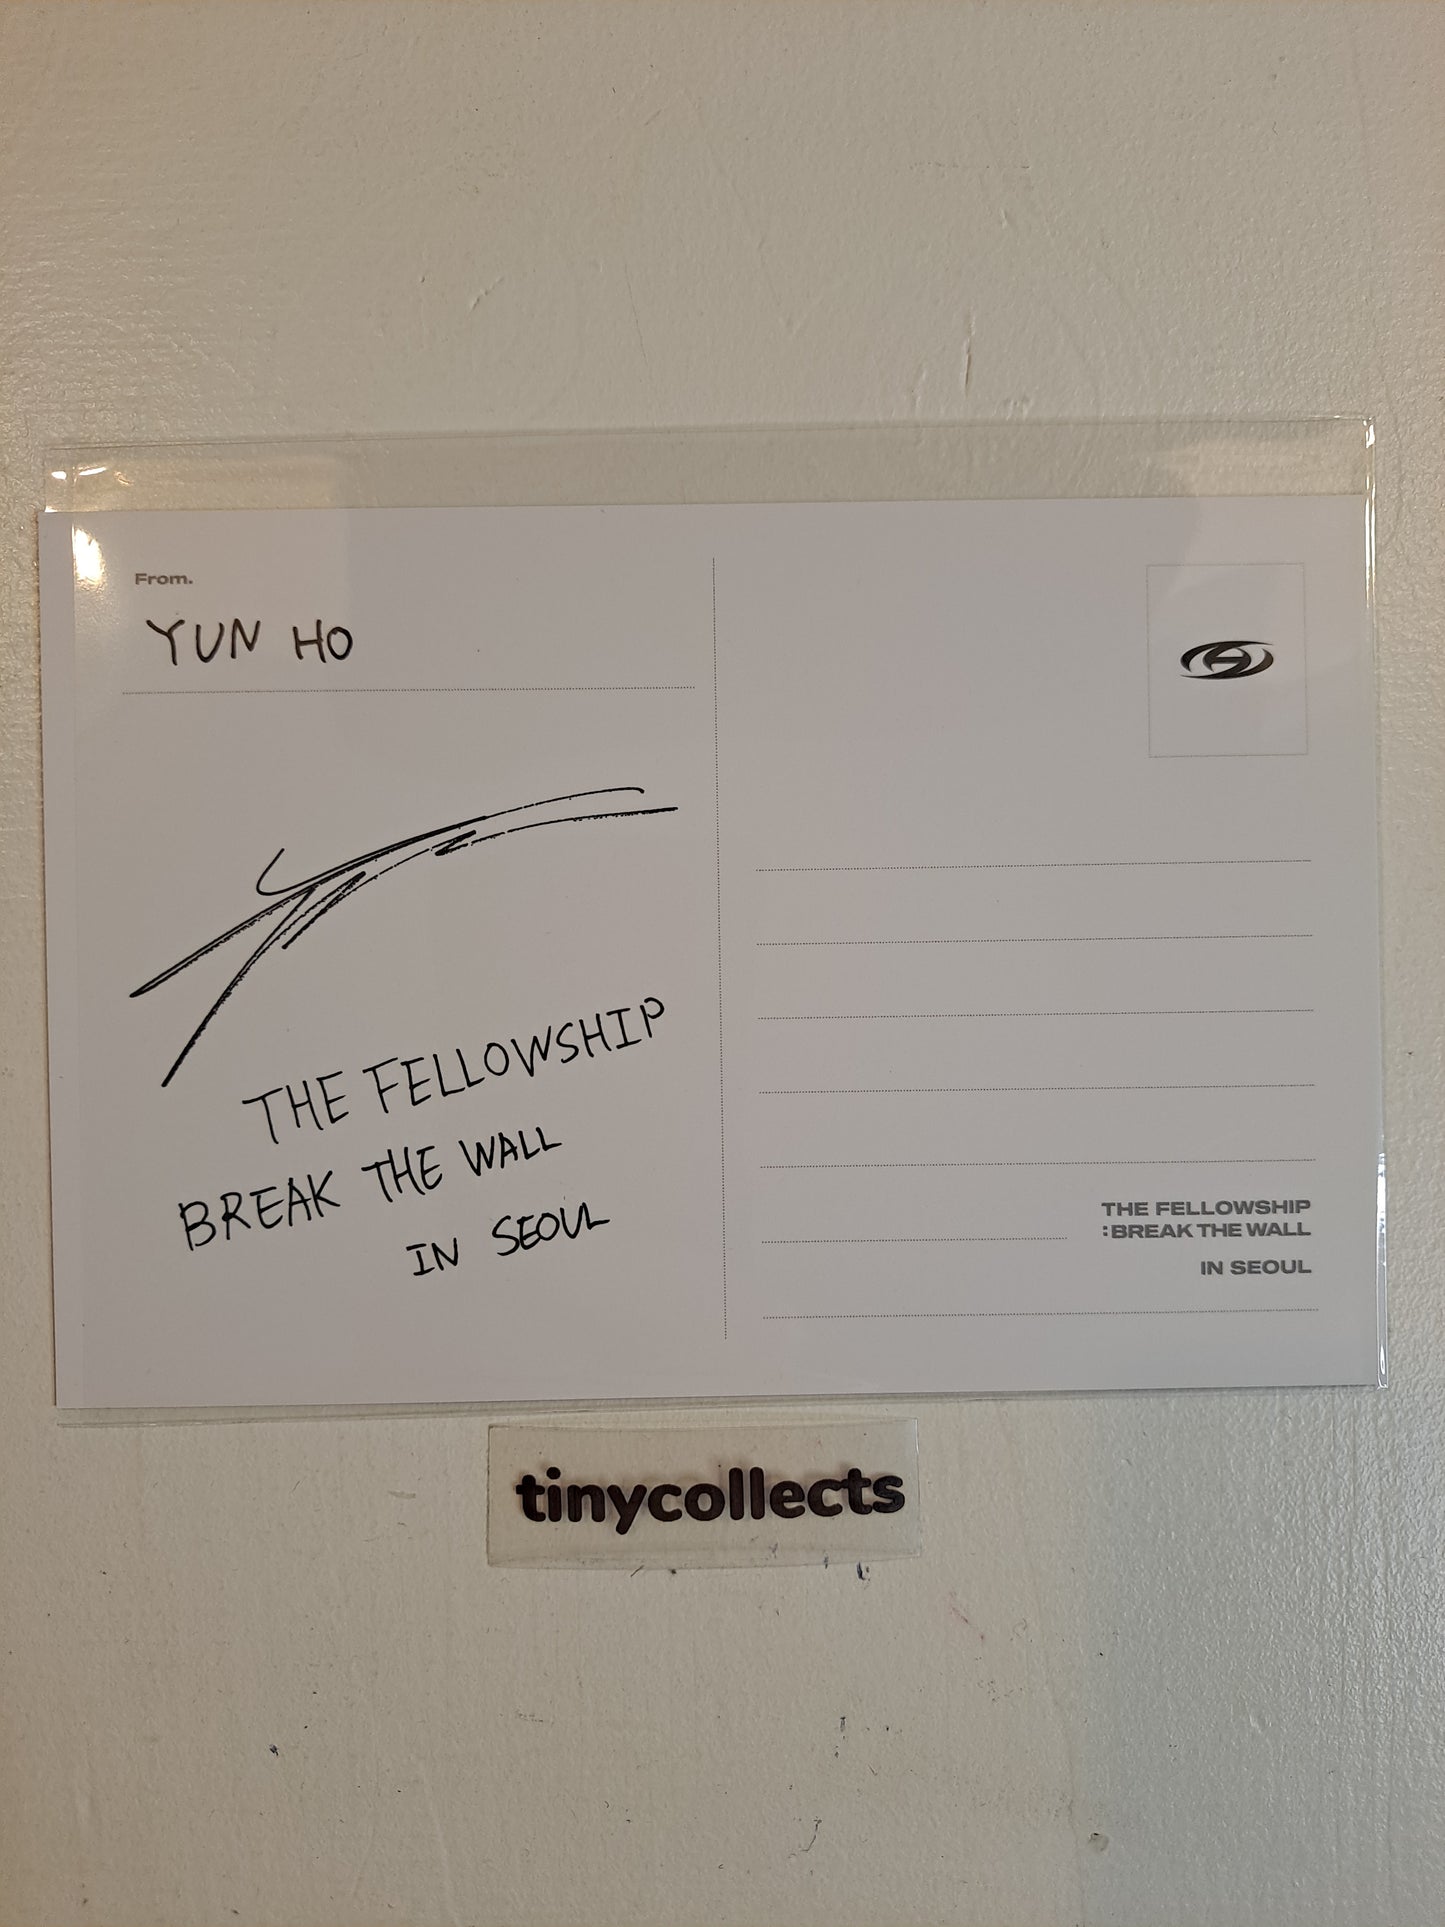 From.
YUN HO
THE FELLOWSHIP
BREAK THE WALL
IN SEOUL
THE FELLOWSHIP
:BREAK THE WALL
IN SEOUL
tinycollects